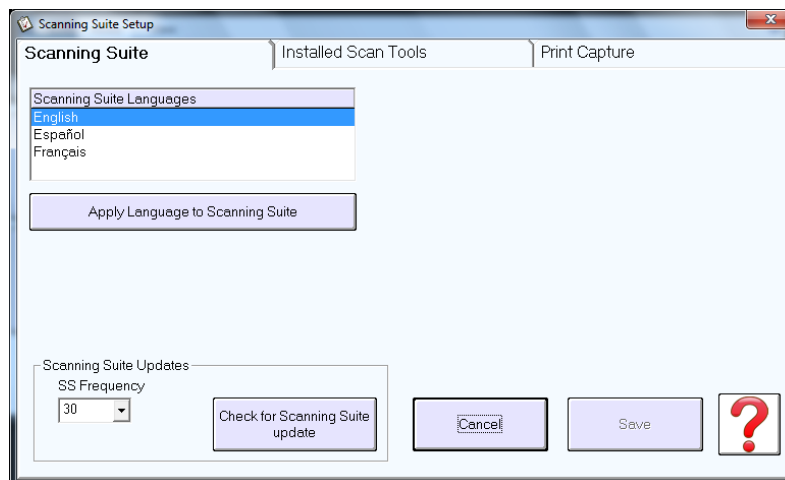 Scanning Suite Setup
Scanning Suite
Installed Scan Tools
Print Capture
Scanning Suite Languages
English
Español
Français
Apply Language to Scanning Suite
Scanning Suite Updates
SS Frequency
30
Check for Scanning Suite
update
Cancel
Save
?